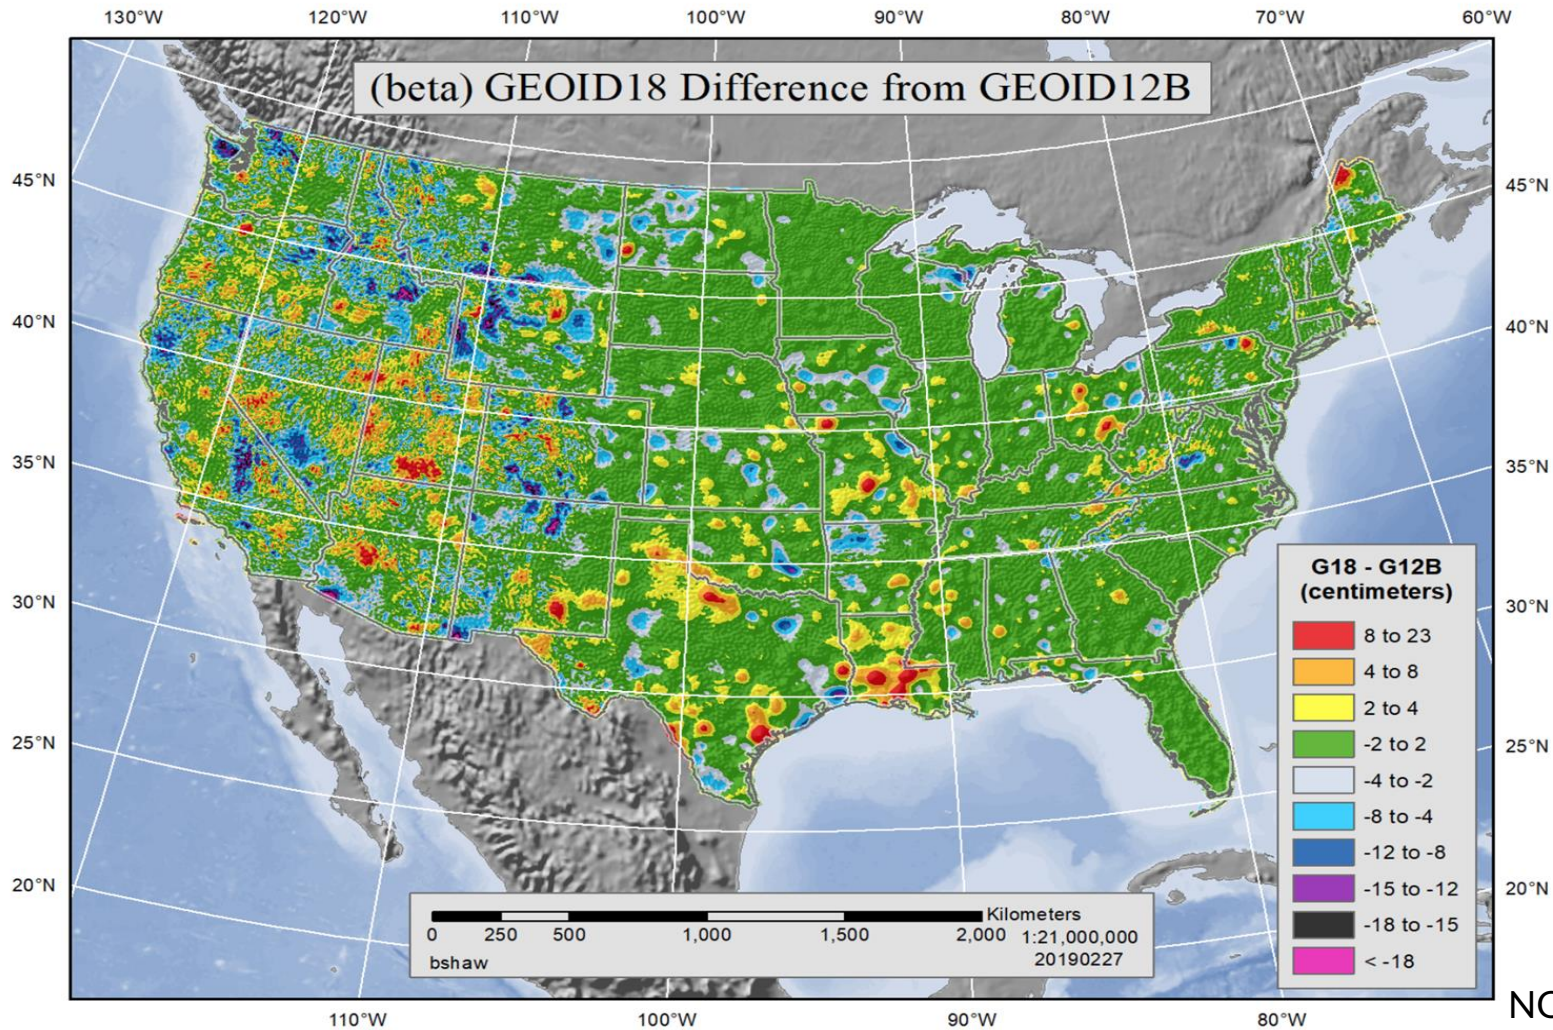 130°W 120°W 110°W 100°W 90°W 80°W 70°W 60°W
(beta) GEOID18 Difference from GEOID12B
45°N 45°N
40°N 40°N
35°N 35°N
30°N 30°N
25°N 25°N
20°N 20°N
G18 - G12B
(centimeters)
8 to 23
4 to 8
2 to 4
-2 to 2
-4 to -2
-8 to -4
-12 to -8
-15 to -12
-18 to -15
< -18
Kilometers
0 250 500 1,000 1,500 2,000 1:21,000,000
bshaw 20190227
110°W 100°W 90°W 80°W